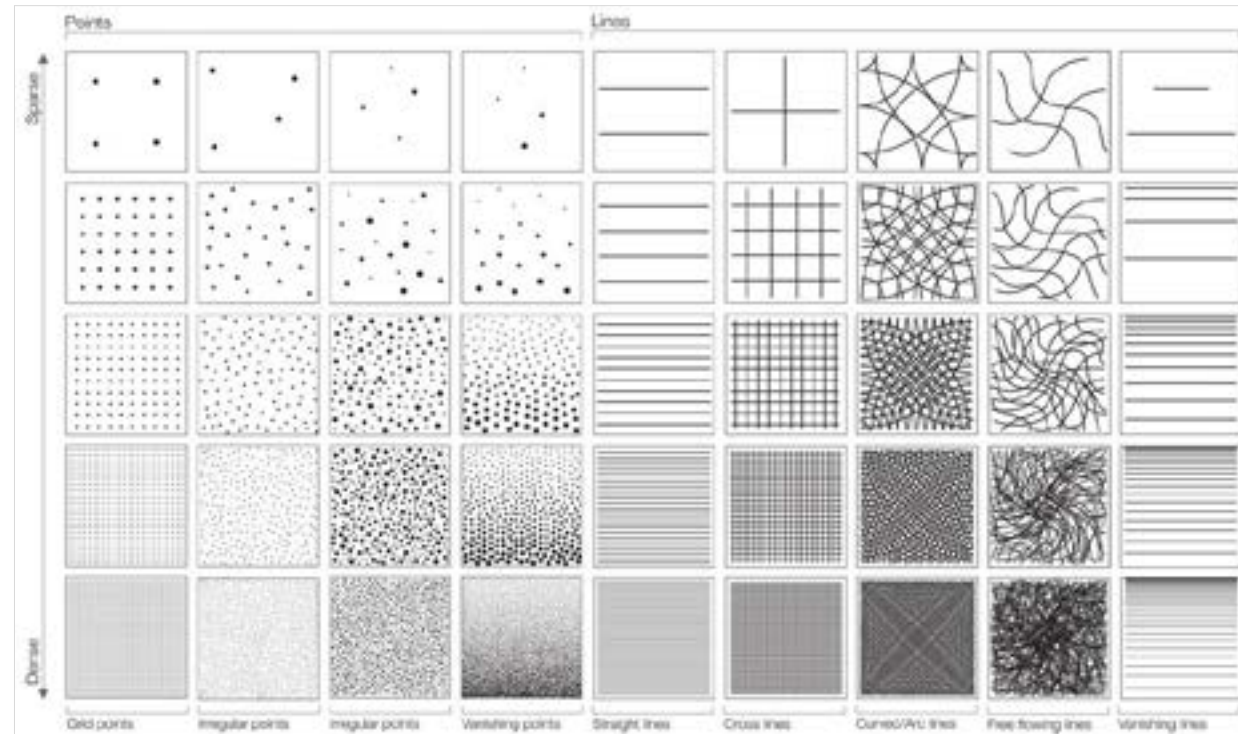 Points
Lines
Sparse
Dense
Grid points
Irregular points
Irregular points
Vanishing points
Straight lines
Cross lines
Curved/Arc lines
Free flowing lines
Vanishing lines